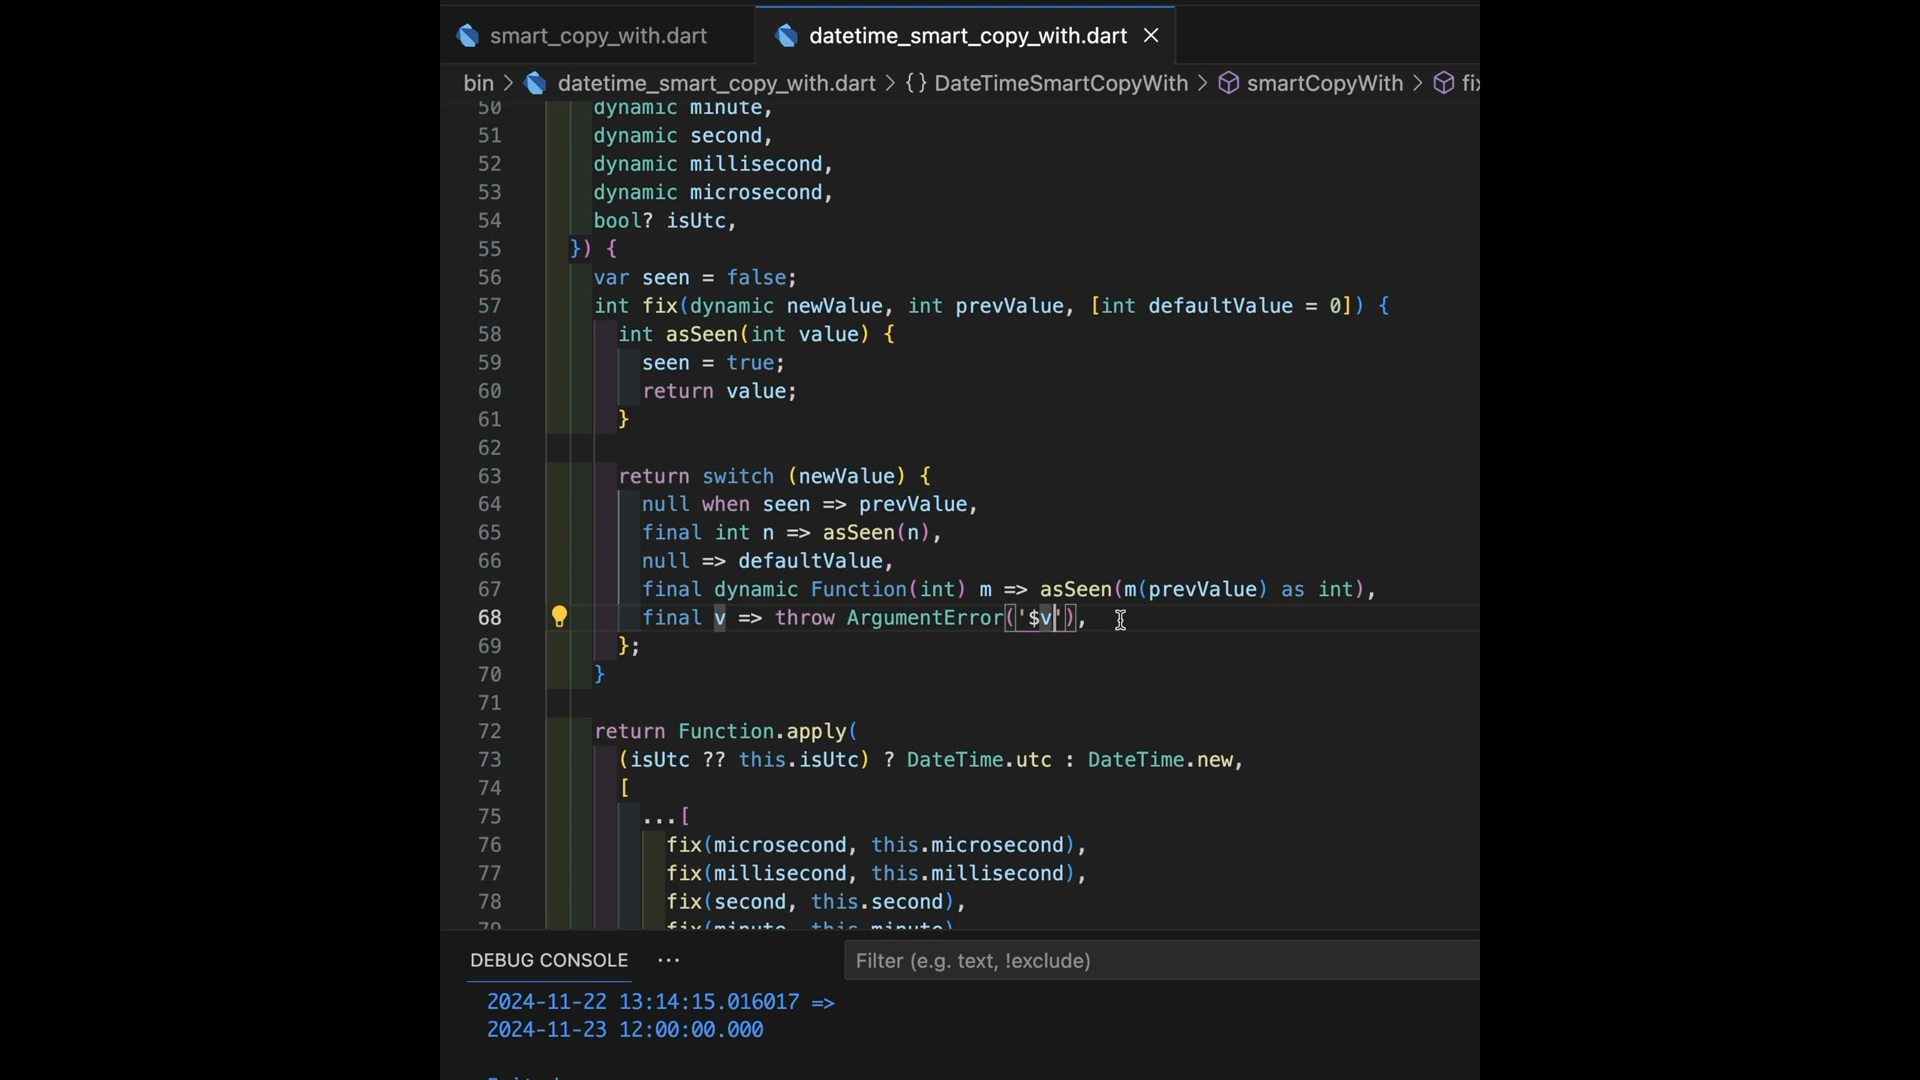 smart_copy_with.dart
datetime_smart_copy_with.dart
bin > datetime_smart_copy_with.dart > {} DateTimeSmartCopyWith > smartCopyWith > fi
50 dynamic minute,
51 dynamic second,
52 dynamic millisecond,
53 dynamic microsecond,
54 bool? isUtc,
55 }) {
56 var seen = false;
57 int fix(dynamic newValue, int prevValue, [int defaultValue = 0]) {
58 int asSeen(int value) {
59 seen = true;
60 return value;
61 }
62
63 return switch (newValue) {
64 null when seen => prevValue,
65 final int n => asSeen(n),
66 null => defaultValue,
67 final dynamic Function(int) m => asSeen(m(prevValue) as int),
68 final v => throw ArgumentError('$v'),
69 };
70 }
71
72 return Function.apply(
73 (isUtc ?? this.isUtc) ? DateTime.utc : DateTime.new,
74 [
75 ...[
76 fix(microsecond, this.microsecond),
77 fix(millisecond, this.millisecond),
78 fix(second, this.second),
79 fix(minute, this.minute)
DEBUG CONSOLE ... Filter (e.g. text, !exclude)
2024-11-22 13:14:15.016017 =>
2024-11-23 12:00:00.000